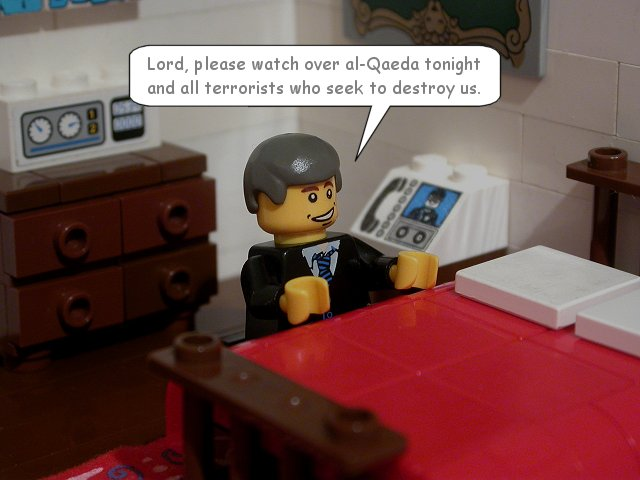 Lord, please watch over al-Qaeda tonight
and all terrorists who seek to destroy us.